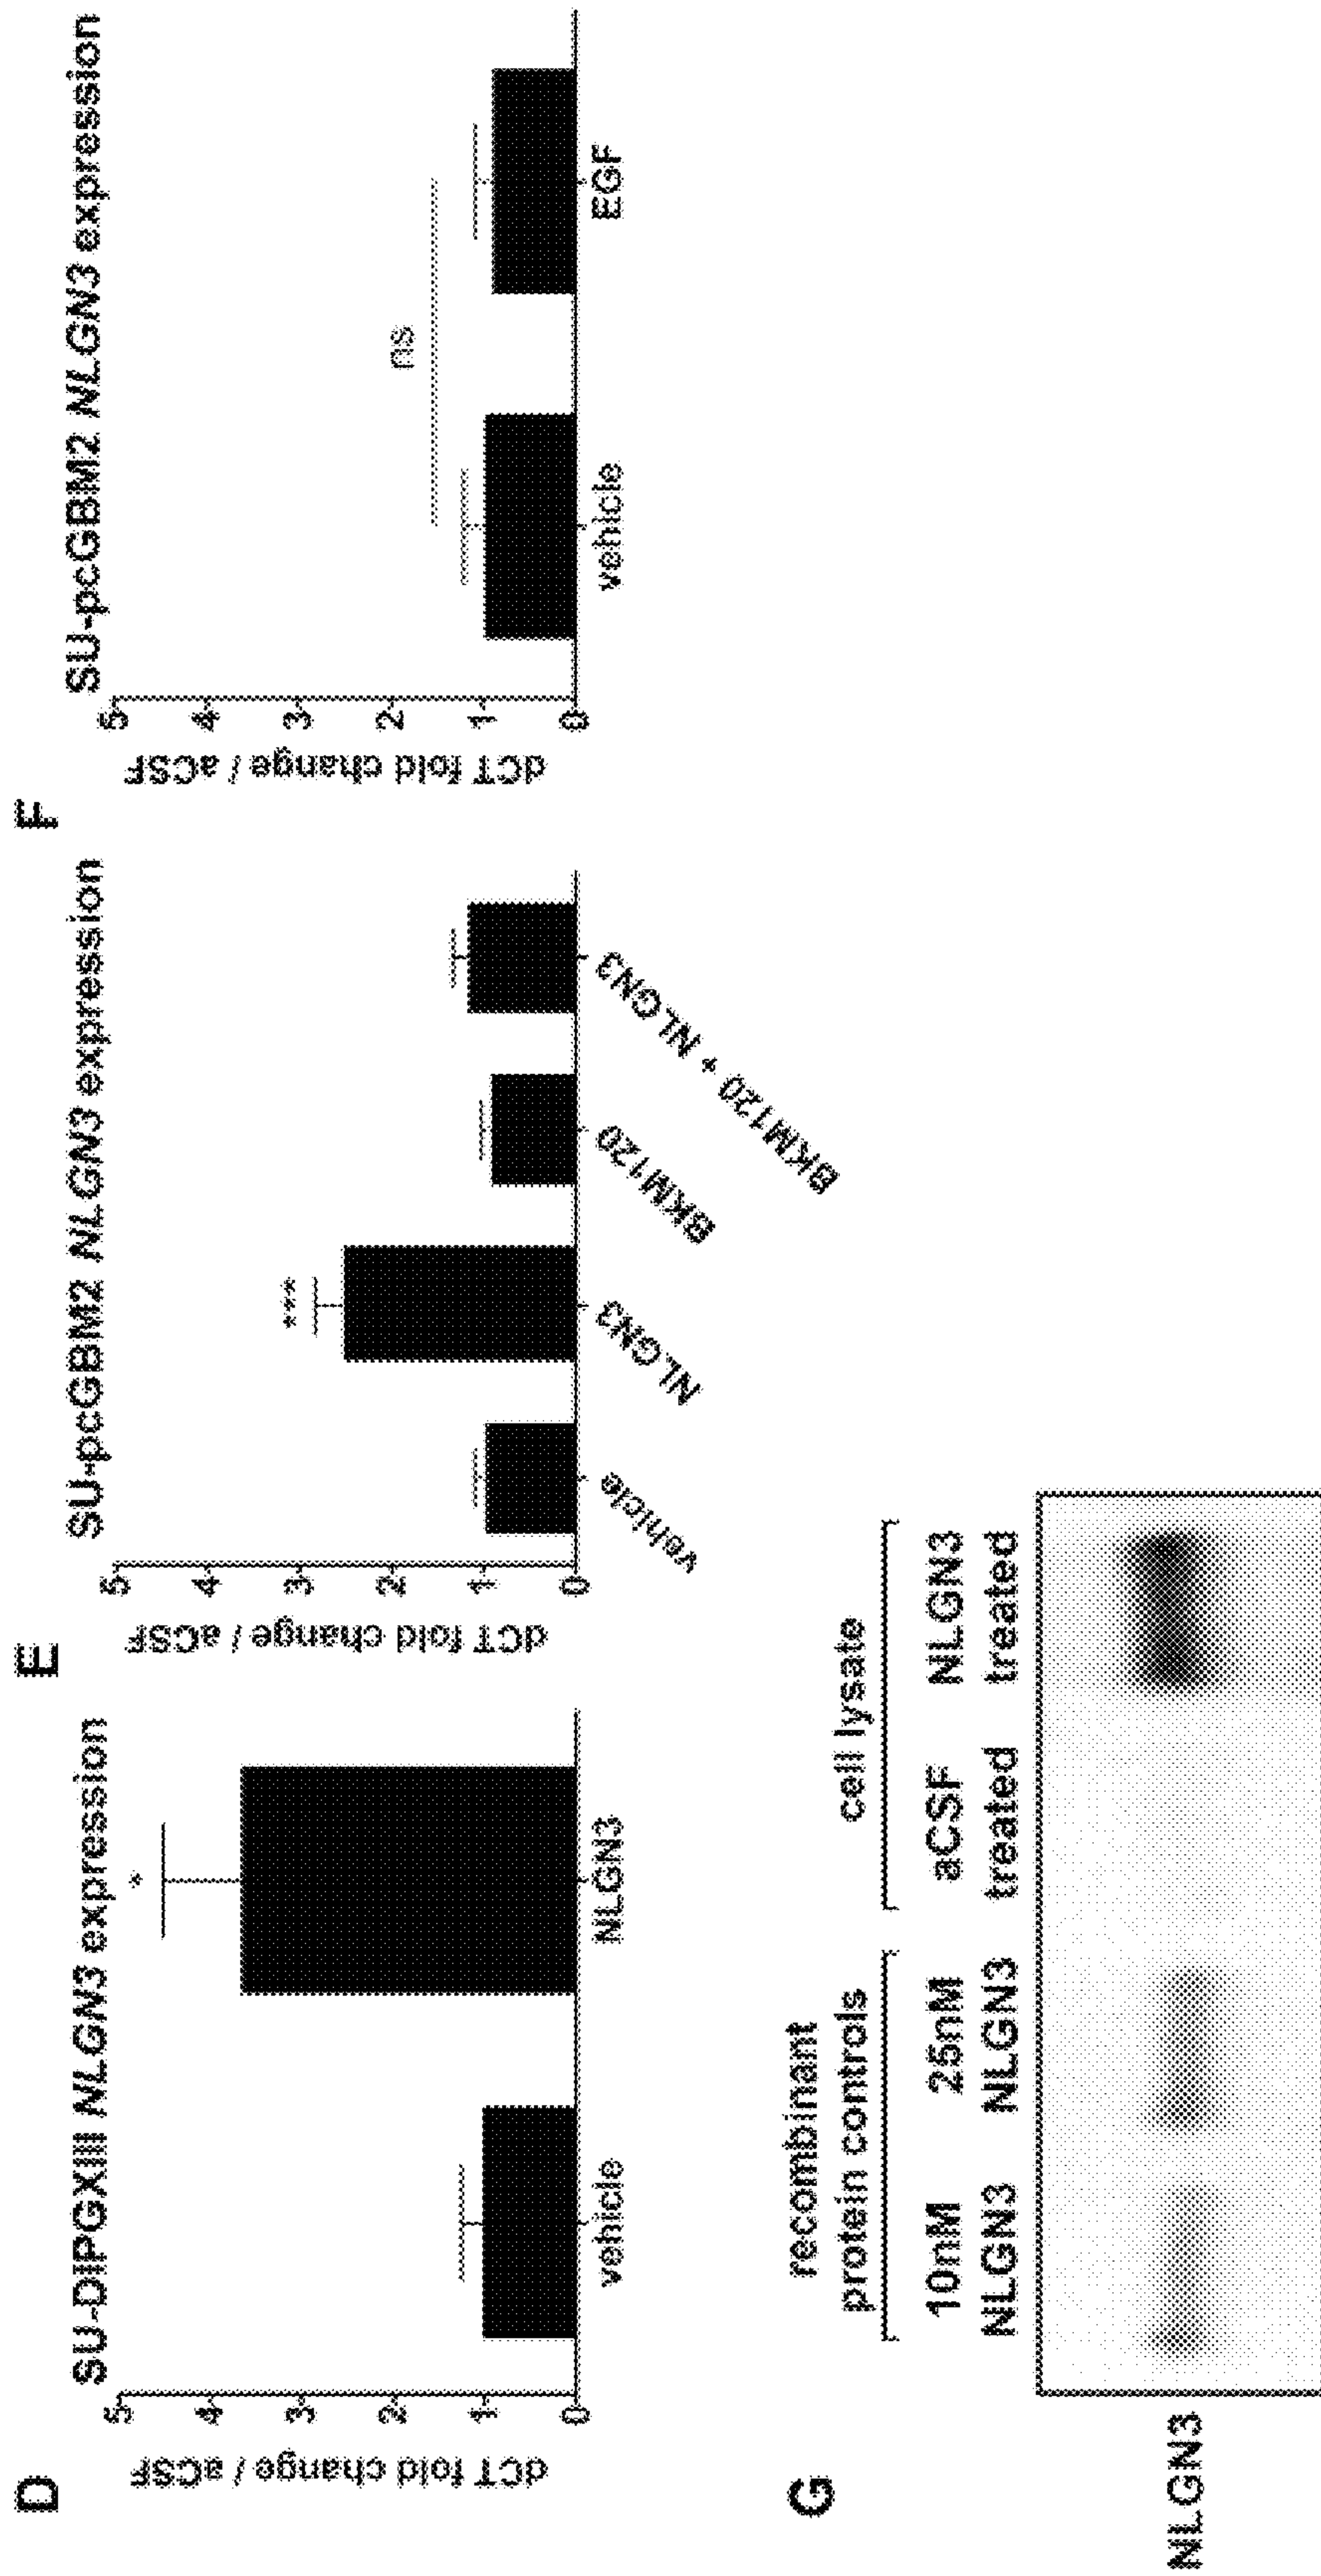 D
SU-DIPGXIII NLGN3 expression
dCT fold change / aCSF
5
4
3
2
1
0
*
vehicle
NLGN3
E
SU-pcGBM2 NLGN3 expression
dCT fold change / aCSF
5
4
3
2
1
0
***
vehicle
NLGN3
BKM120
BKM120 + NLGN3
F
SU-pcGBM2 NLGN3 expression
dCT fold change / aCSF
5
4
3
2
1
0
ns
vehicle
EGF
G
recombinant
protein controls
cell lysate
10nM 25nM aCSF NLGN3
NLGN3 NLGN3 treated treated
NLGN3